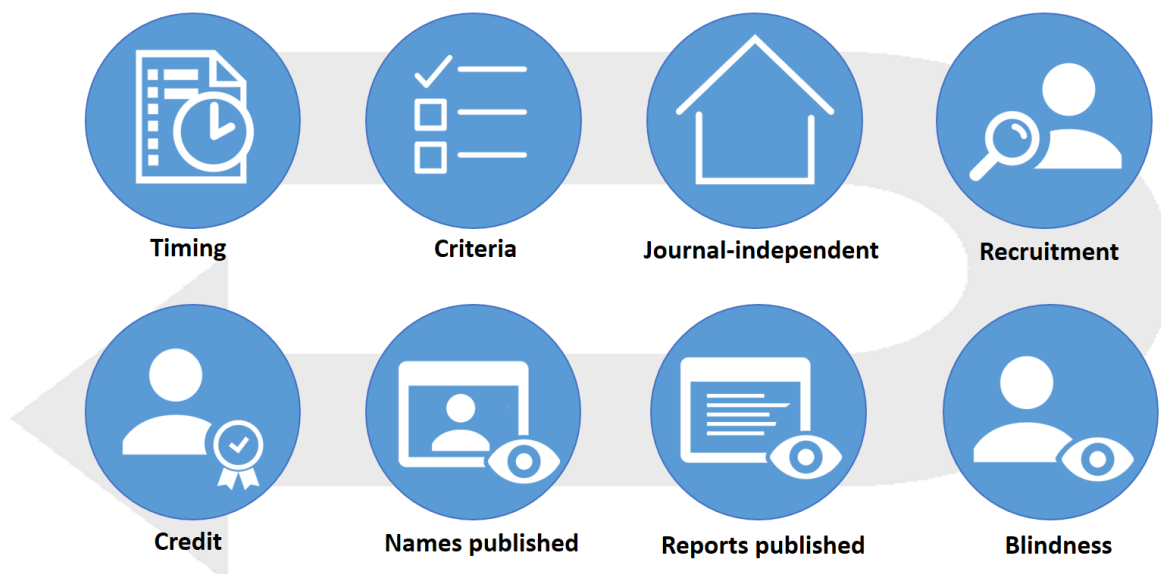 Timing
Criteria
Journal-independent
Recruitment
Credit
Names published
Reports published
Blindness